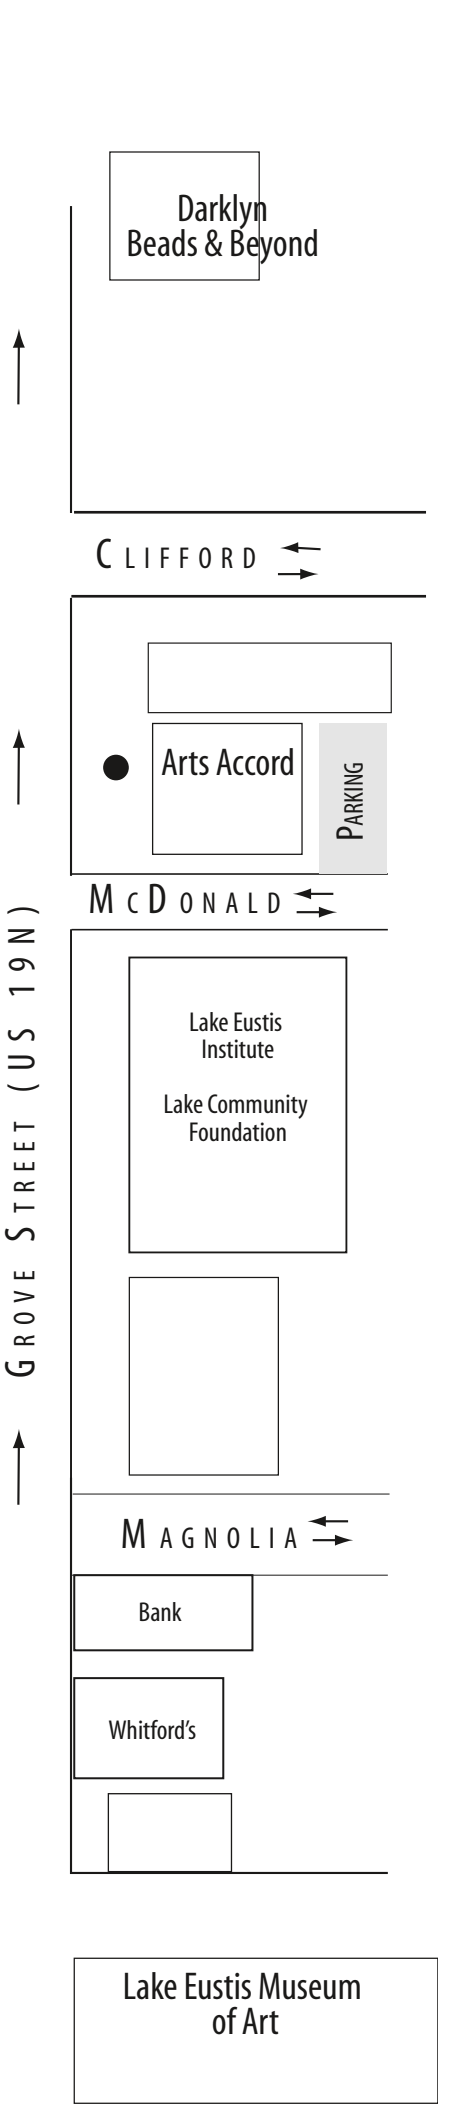 Darklyn
Beads & Beyond
CLIFFORD
Arts Accord
PARKING
MCDONALD
GROVE STREET (US 19N)
Lake Eustis
Institute
Lake Community
Foundation
MAGNOLIA
Bank
Whitford's
Lake Eustis Museum
of Art